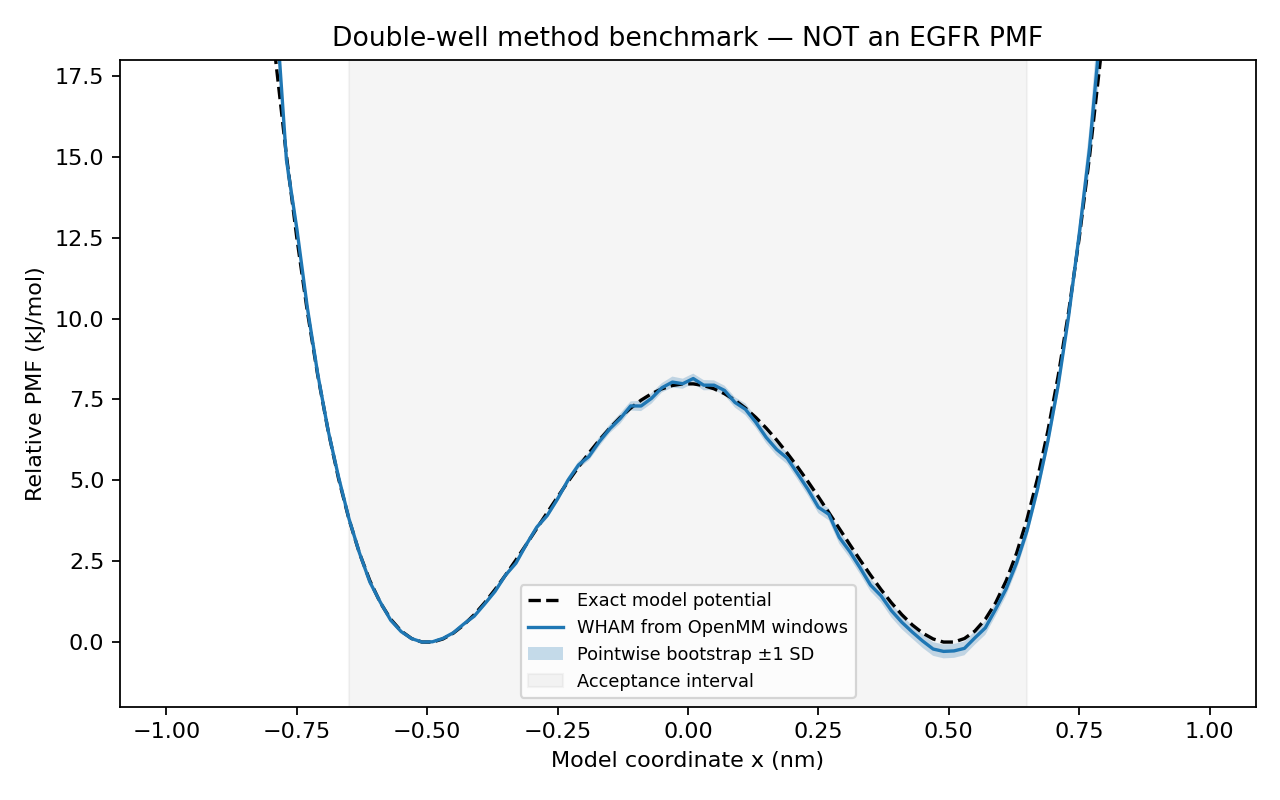 Double-well method benchmark — NOT an EGFR PMF
Relative PMF (kJ/mol)
17.5
15.0
12.5
10.0
7.5
5.0
2.5
0.0
Exact model potential
WHAM from OpenMM windows
Pointwise bootstrap ±1 SD
Acceptance interval
−1.00 −0.75 −0.50 −0.25 0.00 0.25 0.50 0.75 1.00
Model coordinate x (nm)